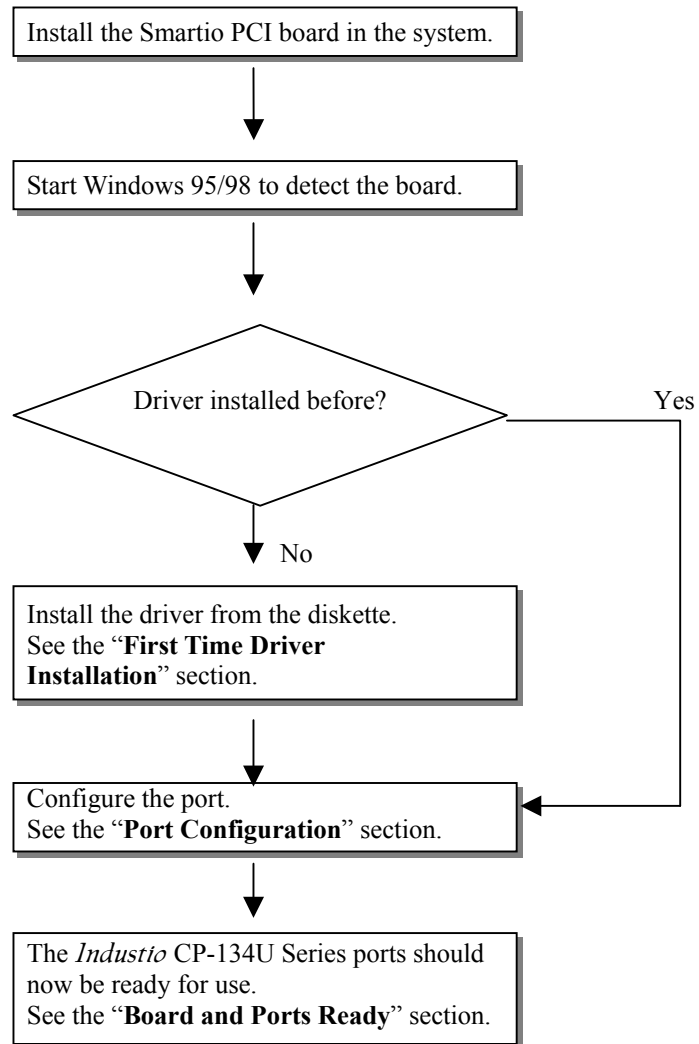 Install the Smartio PCI board in the system.
Start Windows 95/98 to detect the board.
Driver installed before?
Yes
No
Install the driver from the diskette.
See the “First Time Driver
Installation” section.
Configure the port.
See the “Port Configuration” section.
The Industio CP-134U Series ports should
now be ready for use.
See the “Board and Ports Ready” section.